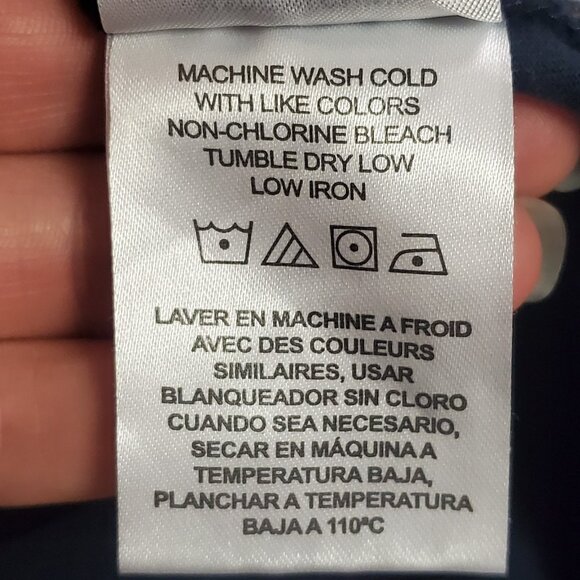 MACHINE WASH COLD
WITH LIKE COLORS
NON-CHLORINE BLEACH
TUMBLE DRY LOW
LOW IRON
LAVER EN MACHINE A FROID
AVEC DES COULEURS
SIMILAIRES, USAR
BLANQUEADOR SIN CLORO
CUANDO SEA NECESARIO,
SECAR EN MÁQUINA A
TEMPERATURA BAJA,
PLANCHAR A TEMPERATURA
BAJA A 110ºC